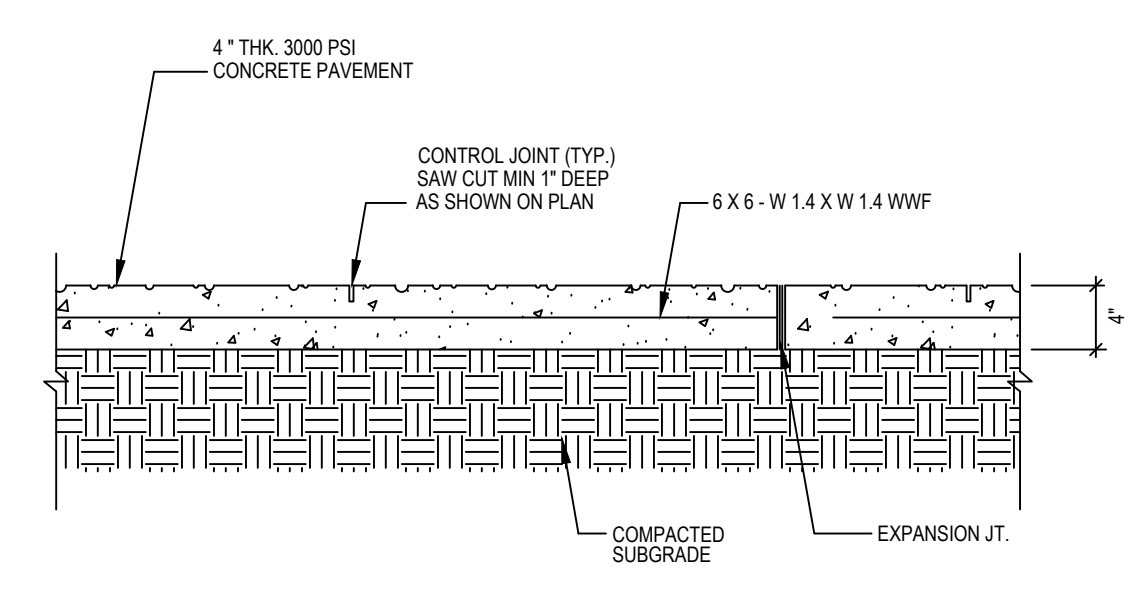 4 " THK. 3000 PSI
CONCRETE PAVEMENT
CONTROL JOINT (TYP.)
SAW CUT MIN 1" DEEP
AS SHOWN ON PLAN
6 X 6 - W 1.4 X W 1.4 WWF
4"
COMPACTED
SUBGRADE
EXPANSION JT.